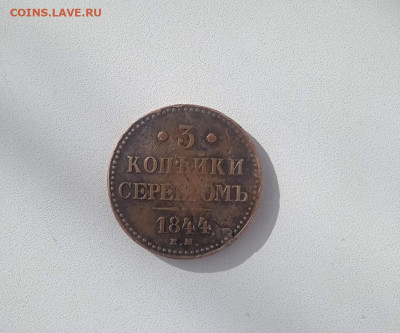 COINS.LAVE.RU
• 3 •
КОПѢЙКИ
СЕРЕБРОМЪ
1844
Е.М.